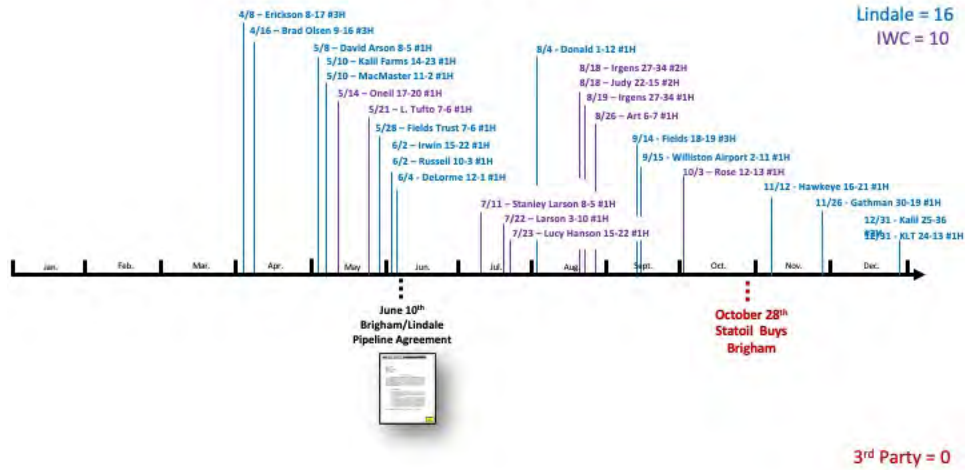 Lindale = 16
IWC = 10
4/8 – Erickson 8-17 #3H
4/16 – Brad Olsen 9-16 #3H
5/8 – David Arson 8-5 #1H
5/10 – Kalil Farms 14-23 #1H
5/10 – MacMaster 11-2 #1H
5/14 – Oneil 17-20 #1H
5/21 – L. Tufto 7-6 #1H
5/28 – Fields Trust 7-6 #1H
6/2 – Irwin 15-22 #1H
6/2 – Russell 10-3 #1H
6/4 - DeLorme 12-1 #1H
7/11 – Stanley Larson 8-5 #1H
7/22 – Larson 3-10 #1H
7/23 – Lucy Hanson 15-22 #1H
8/4 - Donald 1-12 #1H
8/18 – Irgens 27-34 #2H
8/18 – Judy 22-15 #2H
8/19 – Irgens 27-34 #1H
8/26 – Art 6-7 #1H
9/14 - Fields 18-19 #3H
9/15 - Williston Airport 2-11 #1H
10/3 – Rose 12-13 #1H
11/12 - Hawkeye 16-21 #1H
11/26 - Gathman 30-19 #1H
12/31 - Kalil 25-36
12/31 - KLT 24-13 #1H
Jan.
Feb.
Mar.
Apr.
May
Jun.
Jul.
Aug.
Sept.
Oct.
Nov.
Dec.
June 10th
Brigham/Lindale
Pipeline Agreement
October 28th
Statoil Buys
Brigham
3rd Party = 0